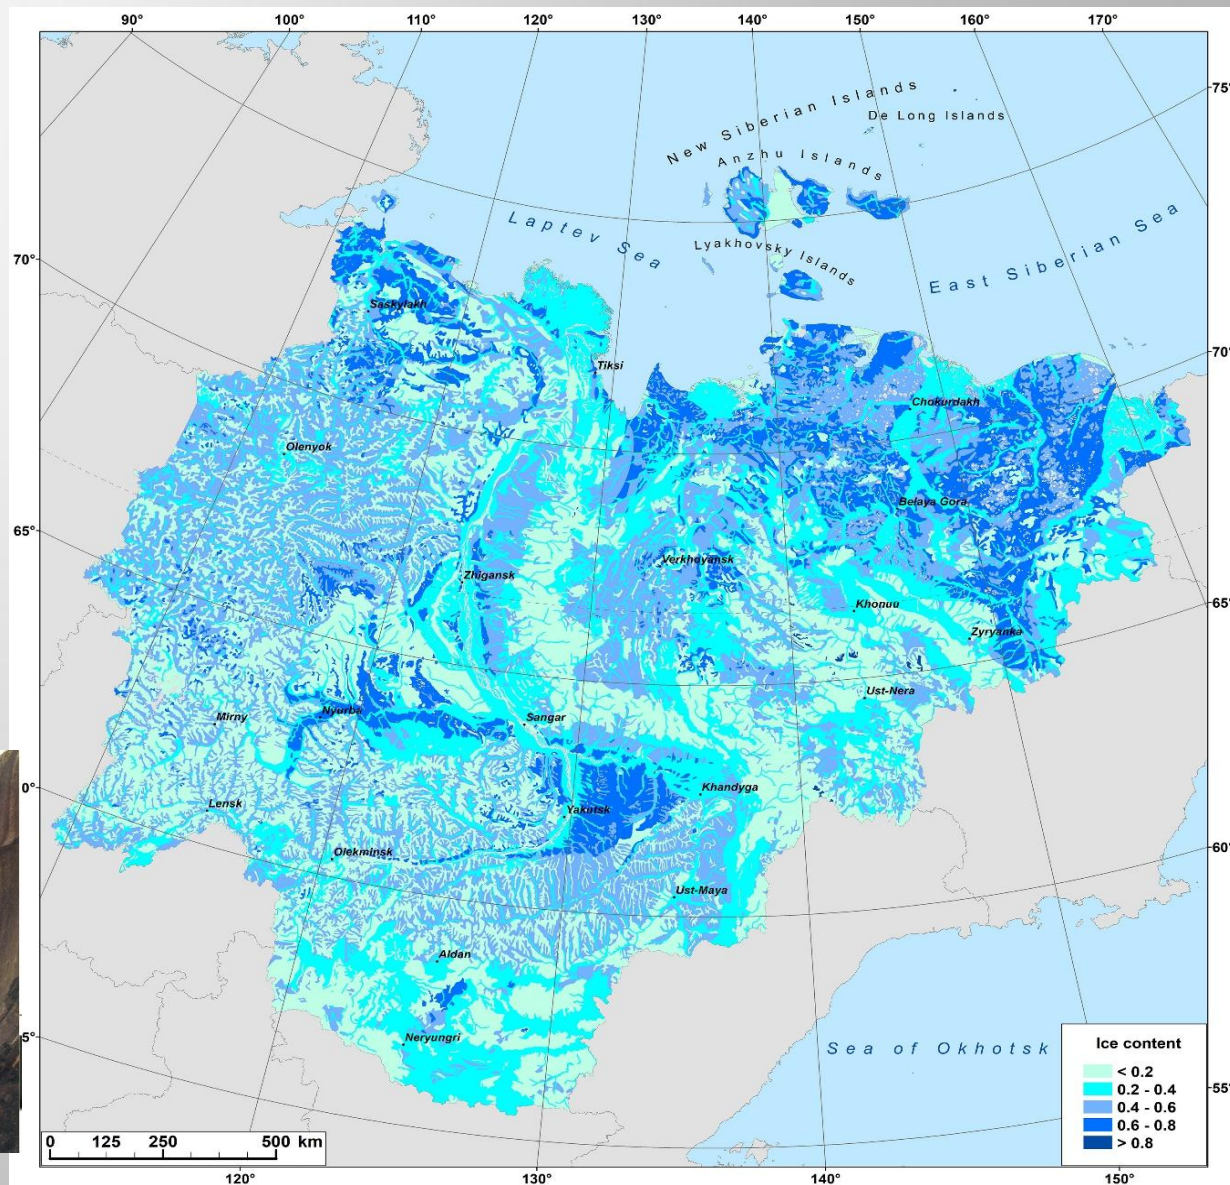 90° 100° 110° 120° 130° 140° 150° 160° 170°
75°
New Siberian Islands
De Long Islands
Anzhu Islands
Laptev Sea
Lyakhovsky Islands
East Siberian Sea
70°
Saskylakh
70°
Tiksi
Chokurdakh
Olenyok
Belaya Gora
65°
Verkhoyansk
Zhigansk
Khonuu
65°
Zyryanka
Ust-Nera
Nyurba
Mirny
Sangar
0°
Khandyga
Lensk
Yakutsk
60°
Olekminsk
Ust-Maya
Aldan
5°
Neryungri
Sea of Okhotsk
Ice content
< 0.2
0.2 - 0.4
55°
0.4 - 0.6
0.6 - 0.8
> 0.8
0 125 250 500 km
120° 130° 140° 150°